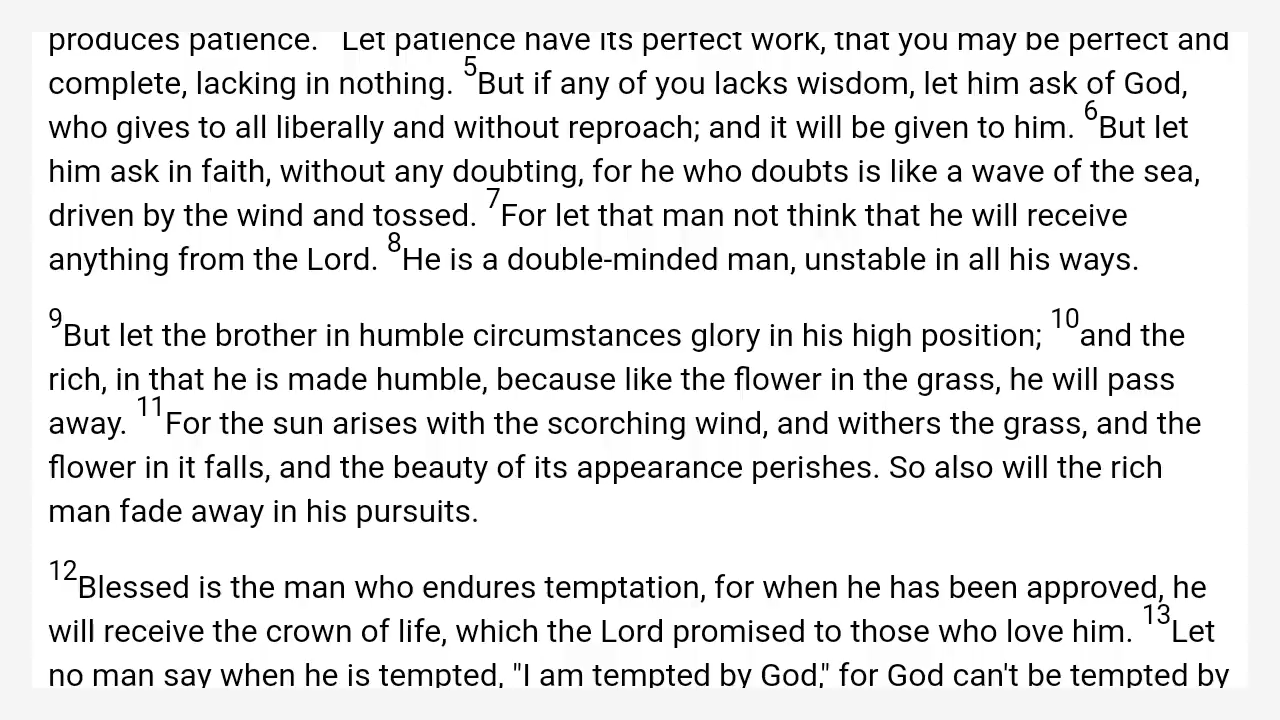 produces patience. Let patience have its perfect work, that you may be perfect and
complete, lacking in nothing. 5But if any of you lacks wisdom, let him ask of God,
who gives to all liberally and without reproach; and it will be given to him. 6But let
him ask in faith, without any doubting, for he who doubts is like a wave of the sea,
driven by the wind and tossed. 7For let that man not think that he will receive
anything from the Lord. 8He is a double-minded man, unstable in all his ways.
9But let the brother in humble circumstances glory in his high position; 10and the
rich, in that he is made humble, because like the flower in the grass, he will pass
away. 11For the sun arises with the scorching wind, and withers the grass, and the
flower in it falls, and the beauty of its appearance perishes. So also will the rich
man fade away in his pursuits.
12Blessed is the man who endures temptation, for when he has been approved, he
will receive the crown of life, which the Lord promised to those who love him. 13Let
no man say when he is tempted, "I am tempted by God," for God can't be tempted by